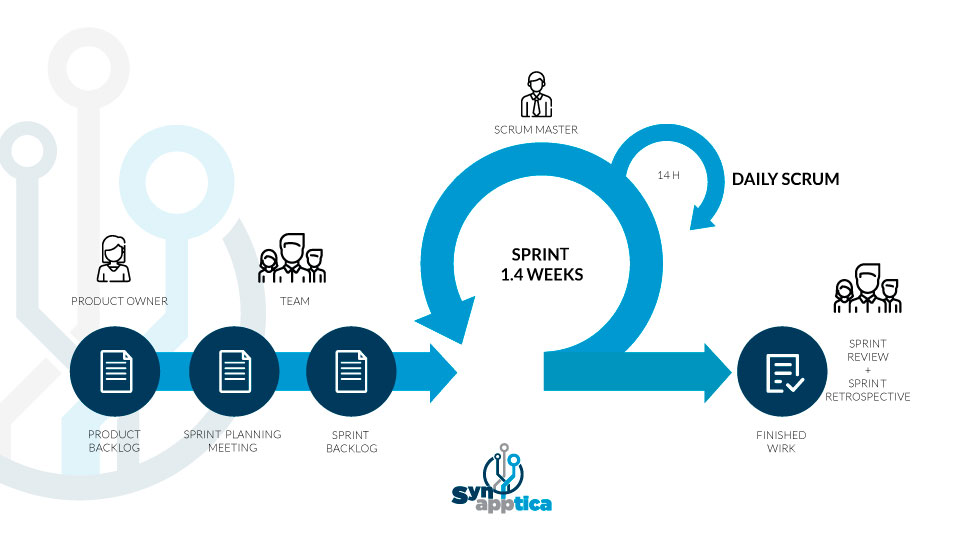 SCRUM MASTER
14 H
DAILY SCRUM
SPRINT
1.4 WEEKS
PRODUCT OWNER
TEAM
SPRINT
REVIEW
+
SPRINT
RETROSPECTIVE
PRODUCT
BACKLOG
SPRINT PLANNING
MEETING
SPRINT
BACKLOG
FINISHED
WIRK
Syn
apptica